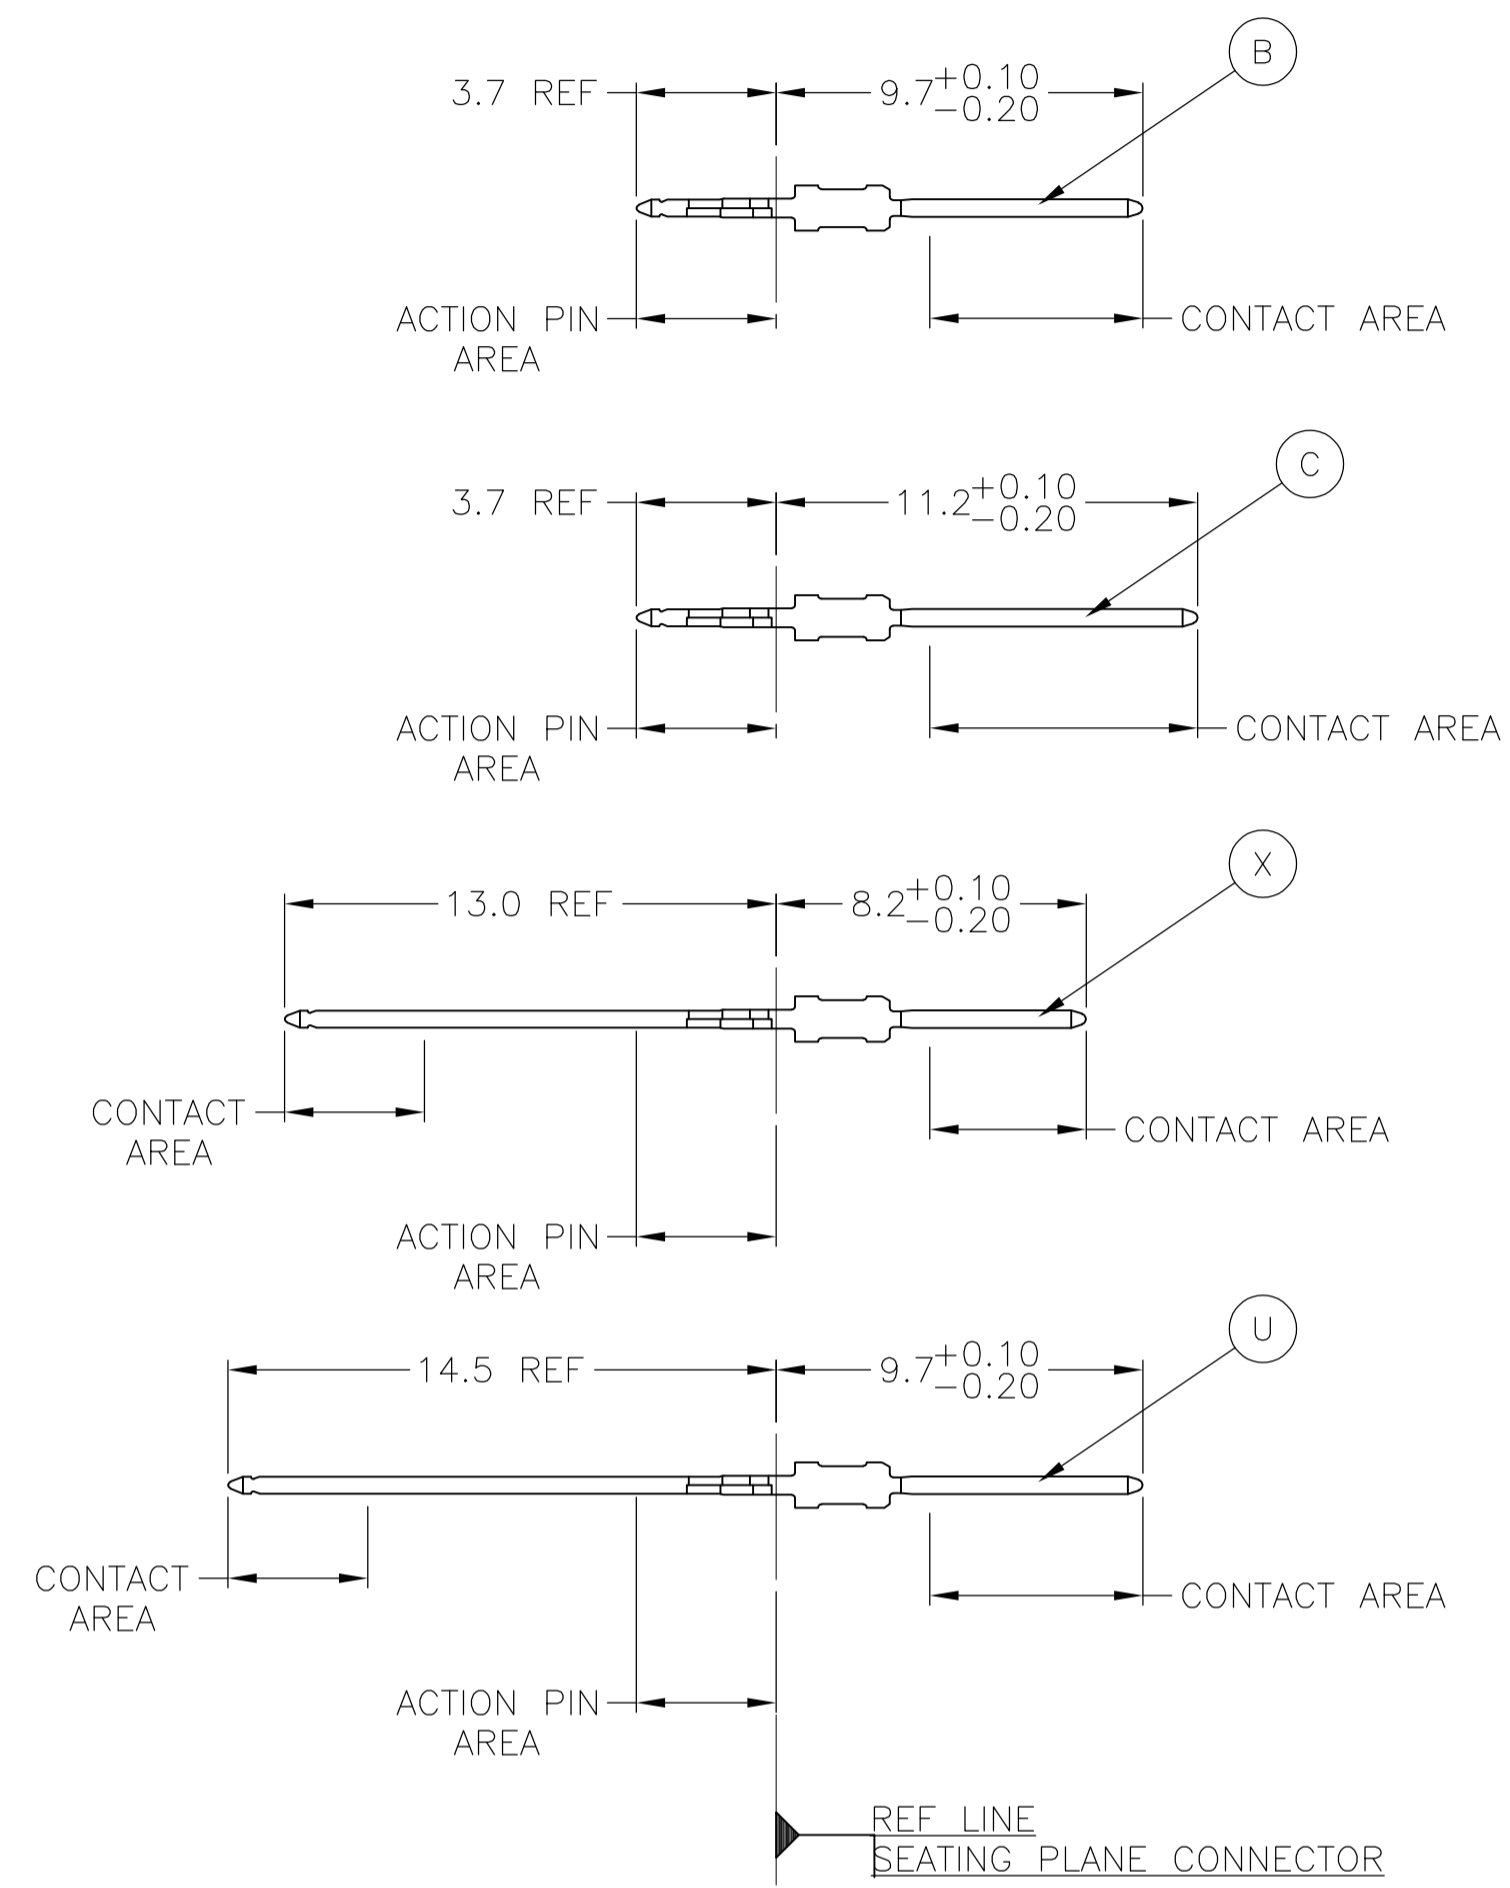 B
3.7 REF
9.7 +0.10
-0.20
ACTION PIN
AREA
CONTACT AREA
C
3.7 REF
11.2 +0.10
-0.20
ACTION PIN
AREA
CONTACT AREA
X
13.0 REF
8.2 +0.10
-0.20
CONTACT
AREA
CONTACT AREA
ACTION PIN
AREA
U
14.5 REF
9.7 +0.10
-0.20
CONTACT
AREA
CONTACT AREA
ACTION PIN
AREA
REF LINE
SEATING PLANE CONNECTOR